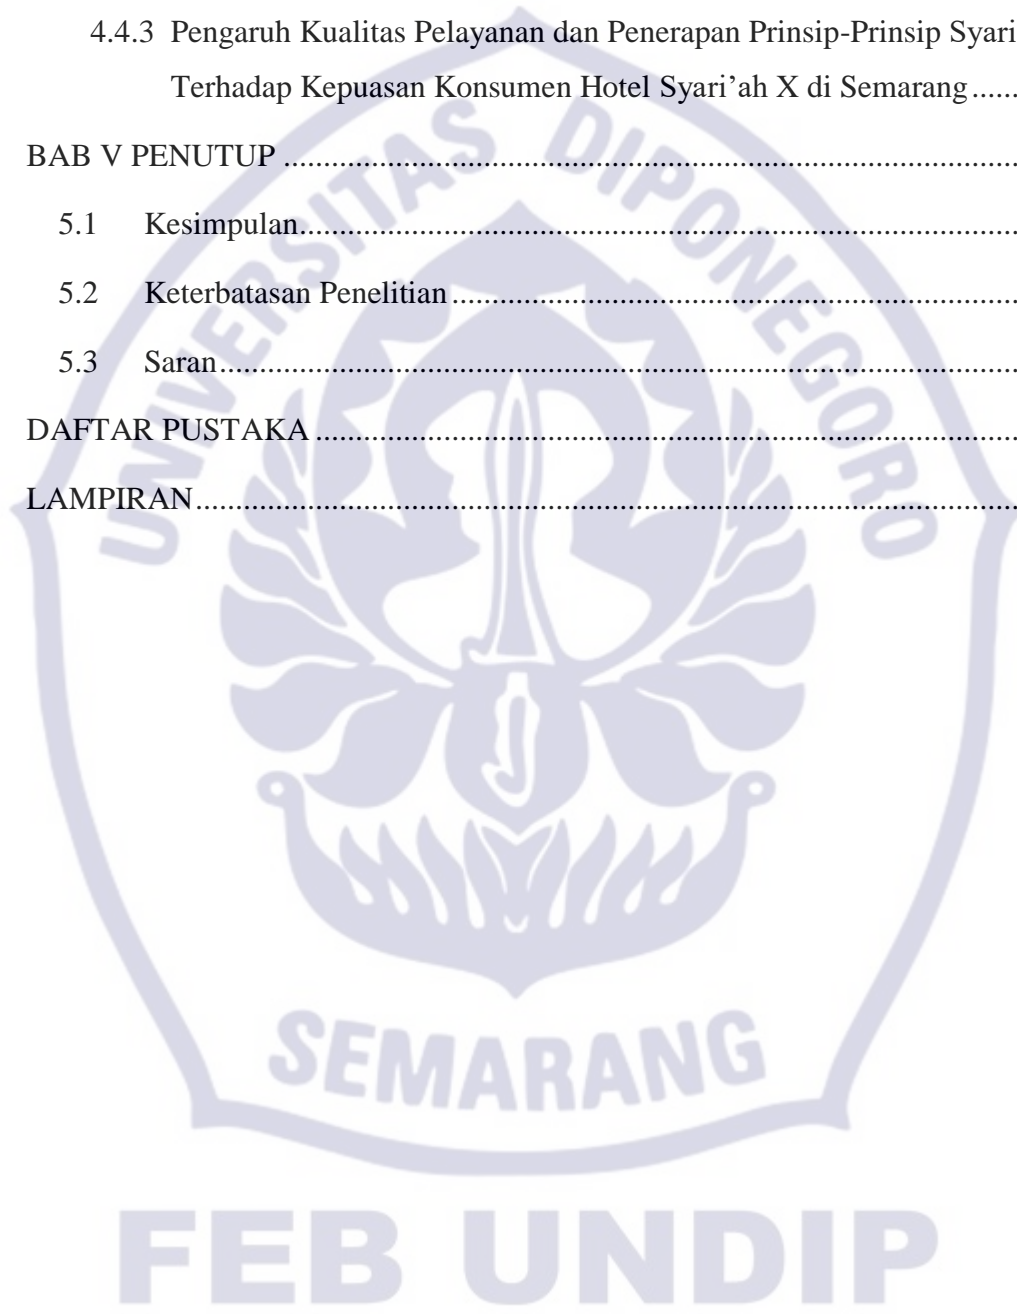 4.4.3 Pengaruh Kualitas Pelayanan dan Penerapan Prinsip-Prinsip Syari
Terhadap Kepuasan Konsumen Hotel Syari’ah X di Semarang ......
BAB V PENUTUP ..........................................................................................
5.1 Kesimpulan..........................................................................................
5.2 Keterbatasan Penelitian ......................................................................
5.3 Saran....................................................................................................
DAFTAR PUSTAKA ......................................................................................
LAMPIRAN.....................................................................................................
UNIVERSITAS DIPONEGORO
SEMARANG
FEB UNDIP